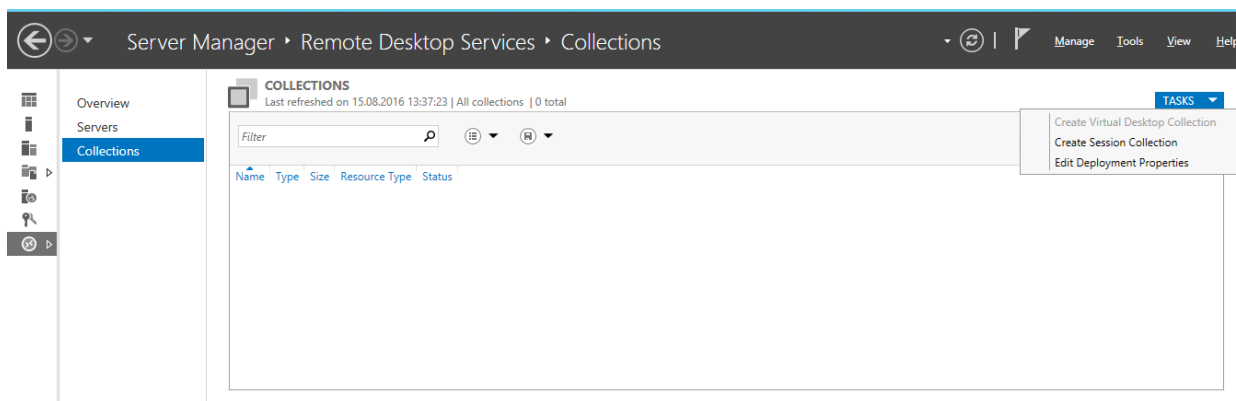 Server Manager ‣ Remote Desktop Services ‣ Collections
Manage Tools View Help
Overview
Servers
Collections
COLLECTIONS
Last refreshed on 15.08.2016 13:37:23 | All collections | 0 total
TASKS
Filter
Create Virtual Desktop Collection
Create Session Collection
Edit Deployment Properties
Name Type Size Resource Type Status